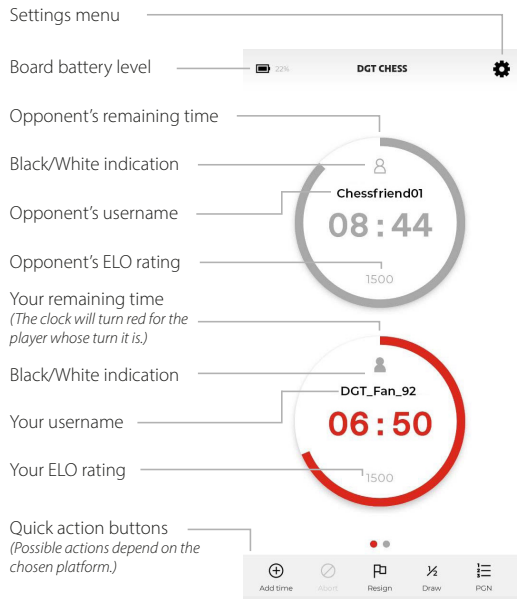 Settings menu
Board battery level
22%
DGT CHESS
Opponent's remaining time
Black/White indication
Chessfriend01
Opponent's username
08 : 44
Opponent's ELO rating
1500
Your remaining time
(The clock will turn red for the
player whose turn it is.)
Black/White indication
DGT_Fan_92
Your username
06 : 50
Your ELO rating
1500
Quick action buttons
(Possible actions depend on the
chosen platform.)
½
Add time
Abort
Resign
Draw
PGN